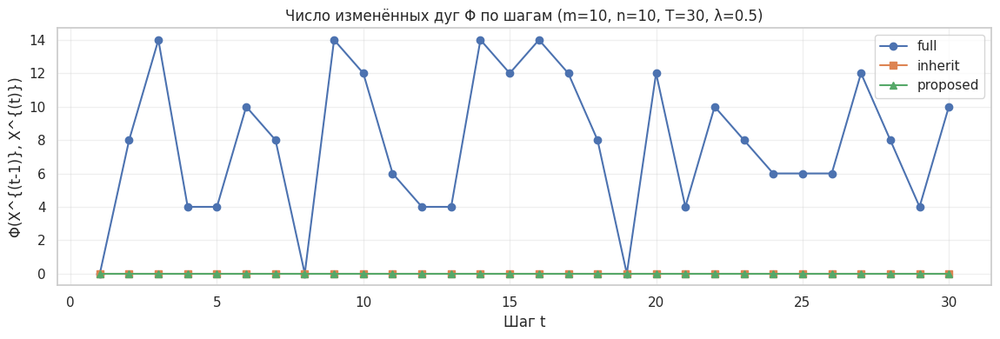 Число изменённых дуг Φ по шагам (m=10, n=10, T=30, λ=0.5)
Φ(X^{(t-1)}, X^{(t)})
14
12
10
8
6
4
2
0
full
inherit
proposed
0 5 10 15 20 25 30
Шаг t